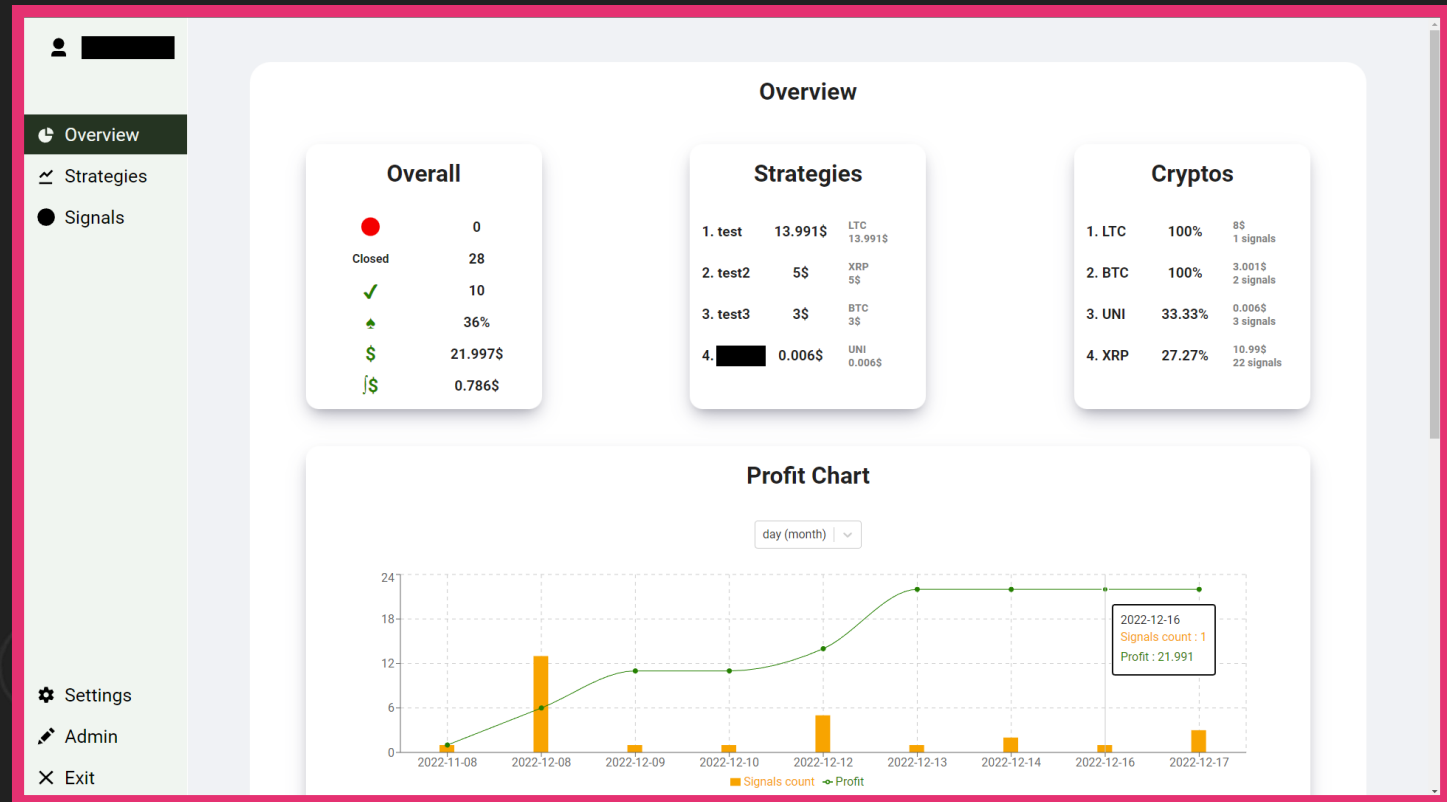 Overview
Strategies
Signals
Settings
Admin
Exit
Overview
Overall
0
Closed 28
10
36%
$ 21.997$
∫$ 0.786$
Strategies
1. test 13.991$ LTC
13.991$
2. test2 5$ XRP
5$
3. test3 3$ BTC
3$
4. 0.006$ UNI
0.006$
Cryptos
1. LTC 100% 8$
1 signals
2. BTC 100% 3.001$
2 signals
3. UNI 33.33% 0.006$
3 signals
4. XRP 27.27% 10.99$
22 signals
Profit Chart
day (month)
24
18
12
6
0
2022-12-16
Signals count : 1
Profit : 21.991
2022-11-08 2022-12-08 2022-12-09 2022-12-10 2022-12-12 2022-12-13 2022-12-14 2022-12-16 2022-12-17
Signals count Profit